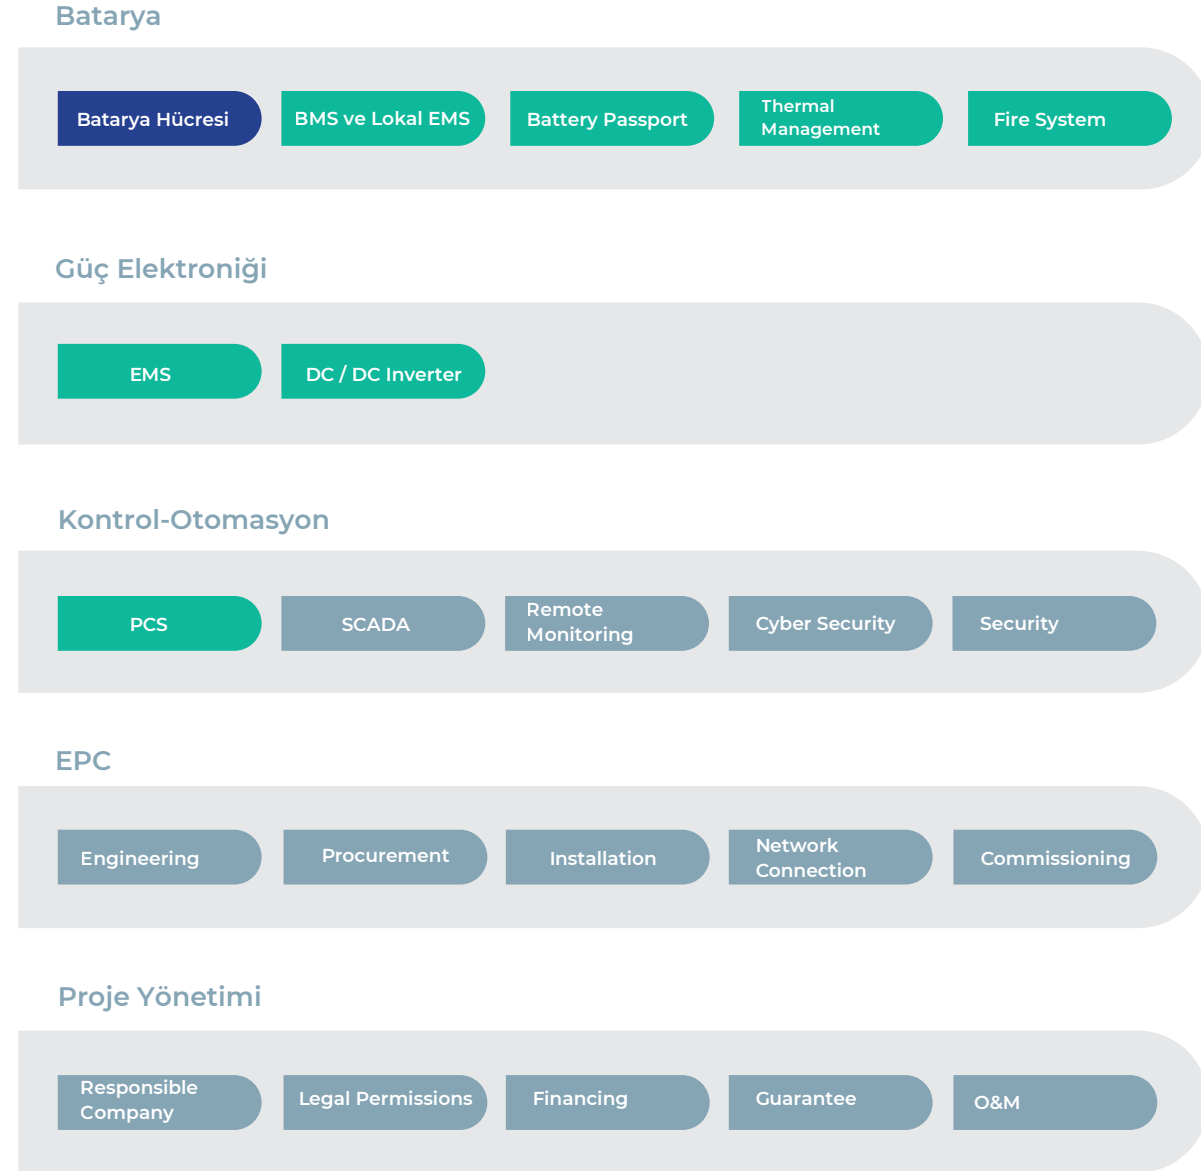 Batarya
Batarya Hücresi
BMS ve Lokal EMS
Battery Passport
Thermal
Management
Fire System
Güç Elektroniği
EMS
DC / DC Inverter
Kontrol-Otomasyon
PCS
SCADA
Remote
Monitoring
Cyber Security
Security
EPC
Engineering
Procurement
Installation
Network
Connection
Commissioning
Proje Yönetimi
Responsible
Company
Legal Permissions
Financing
Guarantee
O&M